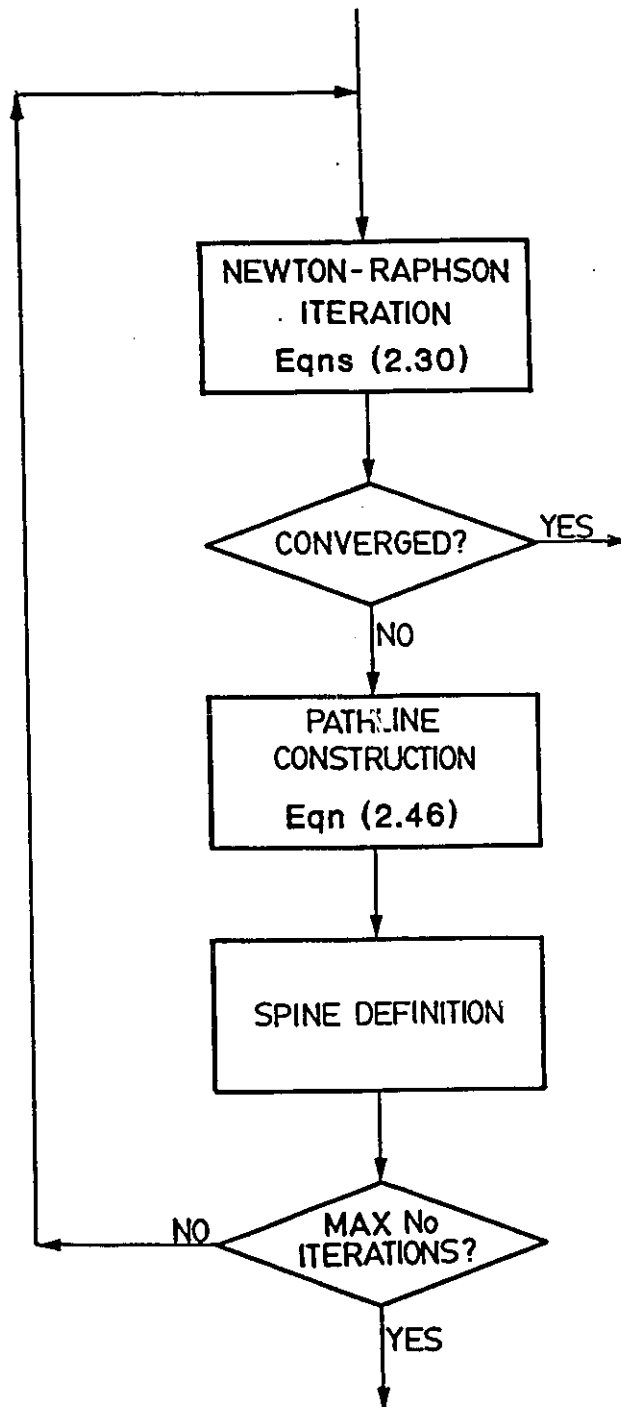 NEWTON-RAPHSON
ITERATION
Eqns (2.30)
CONVERGED?
YES
NO
PATHLINE
CONSTRUCTION
Eqn (2.46)
SPINE DEFINITION
NO
MAX No
ITERATIONS?
YES